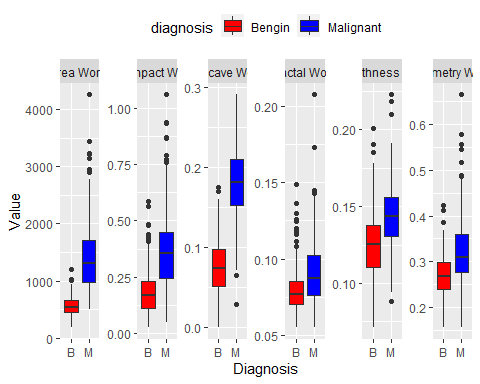 diagnosis Bengin Malignant
rea Wor
npact W
cave W
actal Wo
thness
metry W
Value
4000
3000
2000
1000
0
1.00
0.75
0.50
0.25
0.00
0.3
0.2
0.1
0.0
0.20
0.15
0.10
0.05
0.20
0.15
0.10
0.6
0.5
0.4
0.3
0.2
B M
B M
B M
B M
B M
B M
Diagnosis